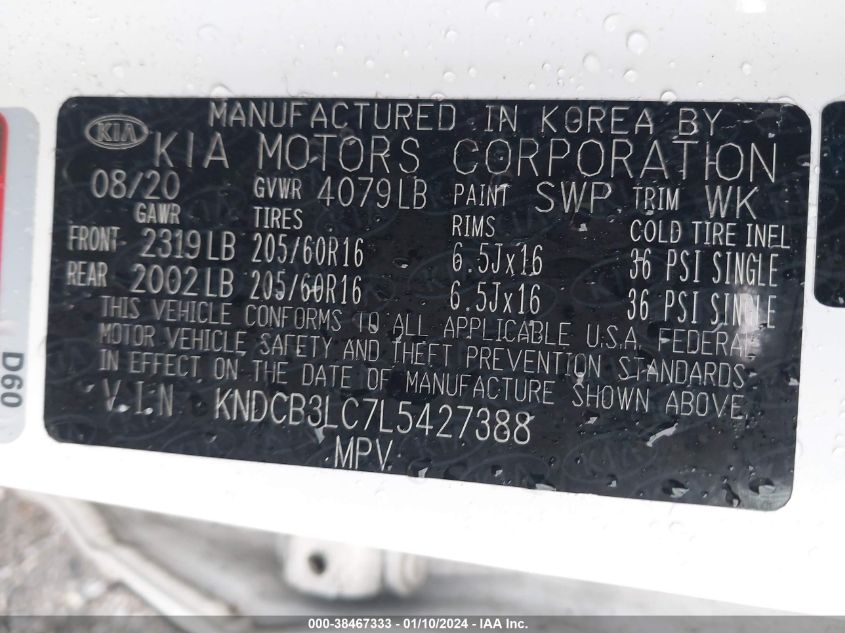 KIA
MANUFACTURED IN KOREA BY
KIA MOTORS CORPORATION
08/20 GVWR 4079LB PAINT SWP TRIM WK
GAWR TIRES RIMS COLD TIRE INFL
FRONT 2319LB 205/60R16 6.5Jx16 36 PSI SINGLE
REAR 2002LB 205/60R16 6.5Jx16 36 PSI SINGLE
THIS VEHICLE CONFORMS TO ALL APPLICABLE U.S.A. FEDERAL
MOTOR VEHICLE SAFETY AND THEFT PREVENTION STANDARDS
IN EFFECT ON THE DATE OF MANUFACTURE SHOWN ABOVE.
V.I.N KNDCB3LC7L5427388
MPV
D60
000-38467333 - 01/10/2024 - IAA Inc.